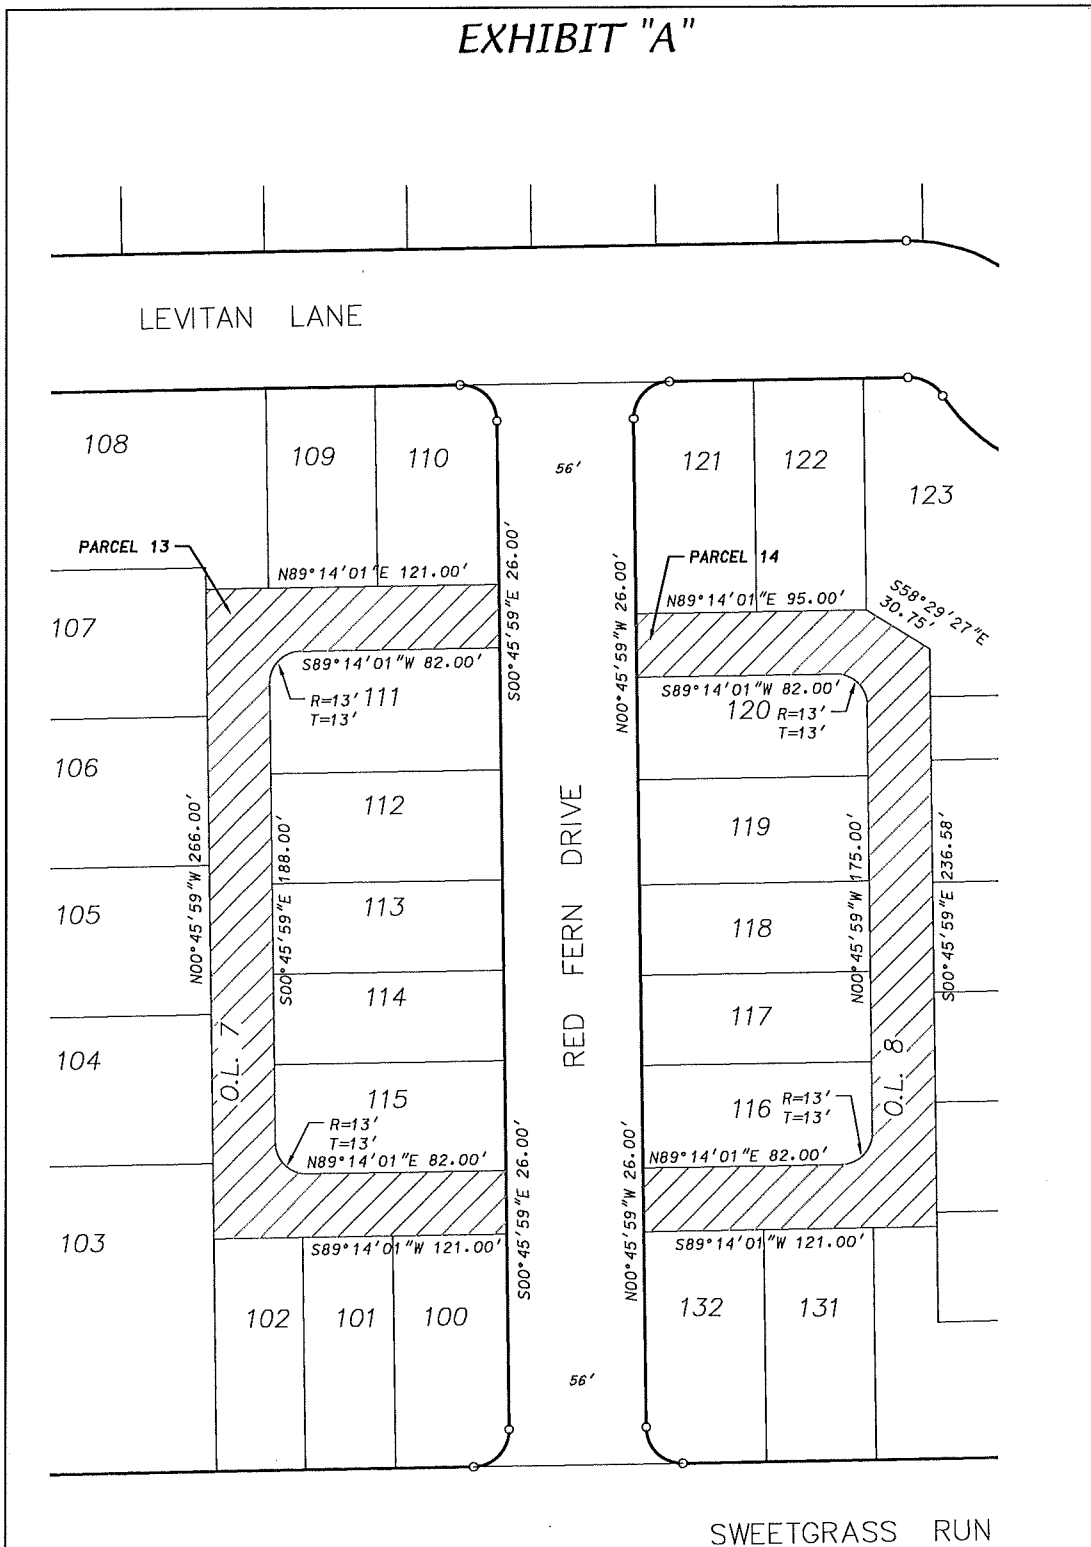 EXHIBIT "A"
LEVITAN LANE
108
109
110
56'
121
122
123
PARCEL 13
N89°14'01"E 121.00'
S00°45'59"E 26.00'
N00°45'59"W 26.00'
PARCEL 14
N89°14'01"E 95.00'
S58°29'27"E
30.75'
107
S89°14'01"W 82.00'
R=13'
T=13'
111
S89°14'01"W 82.00'
120
R=13'
T=13'
106
112
119
N00°45'59"W 266.00'
S00°45'59"E 188.00'
RED FERN DRIVE
N00°45'59"W 175.00'
S00°45'59"E 236.58'
105
113
118
114
117
104
O.L. 7
O.L. 8
115
R=13'
T=13'
N89°14'01"E 82.00'
S00°45'59"E 26.00'
N00°45'59"W 26.00'
116
R=13'
T=13'
N89°14'01"E 82.00'
103
S89°14'01"W 121.00'
S89°14'01"W 121.00'
102
101
100
132
131
56'
SWEETGRASS RUN